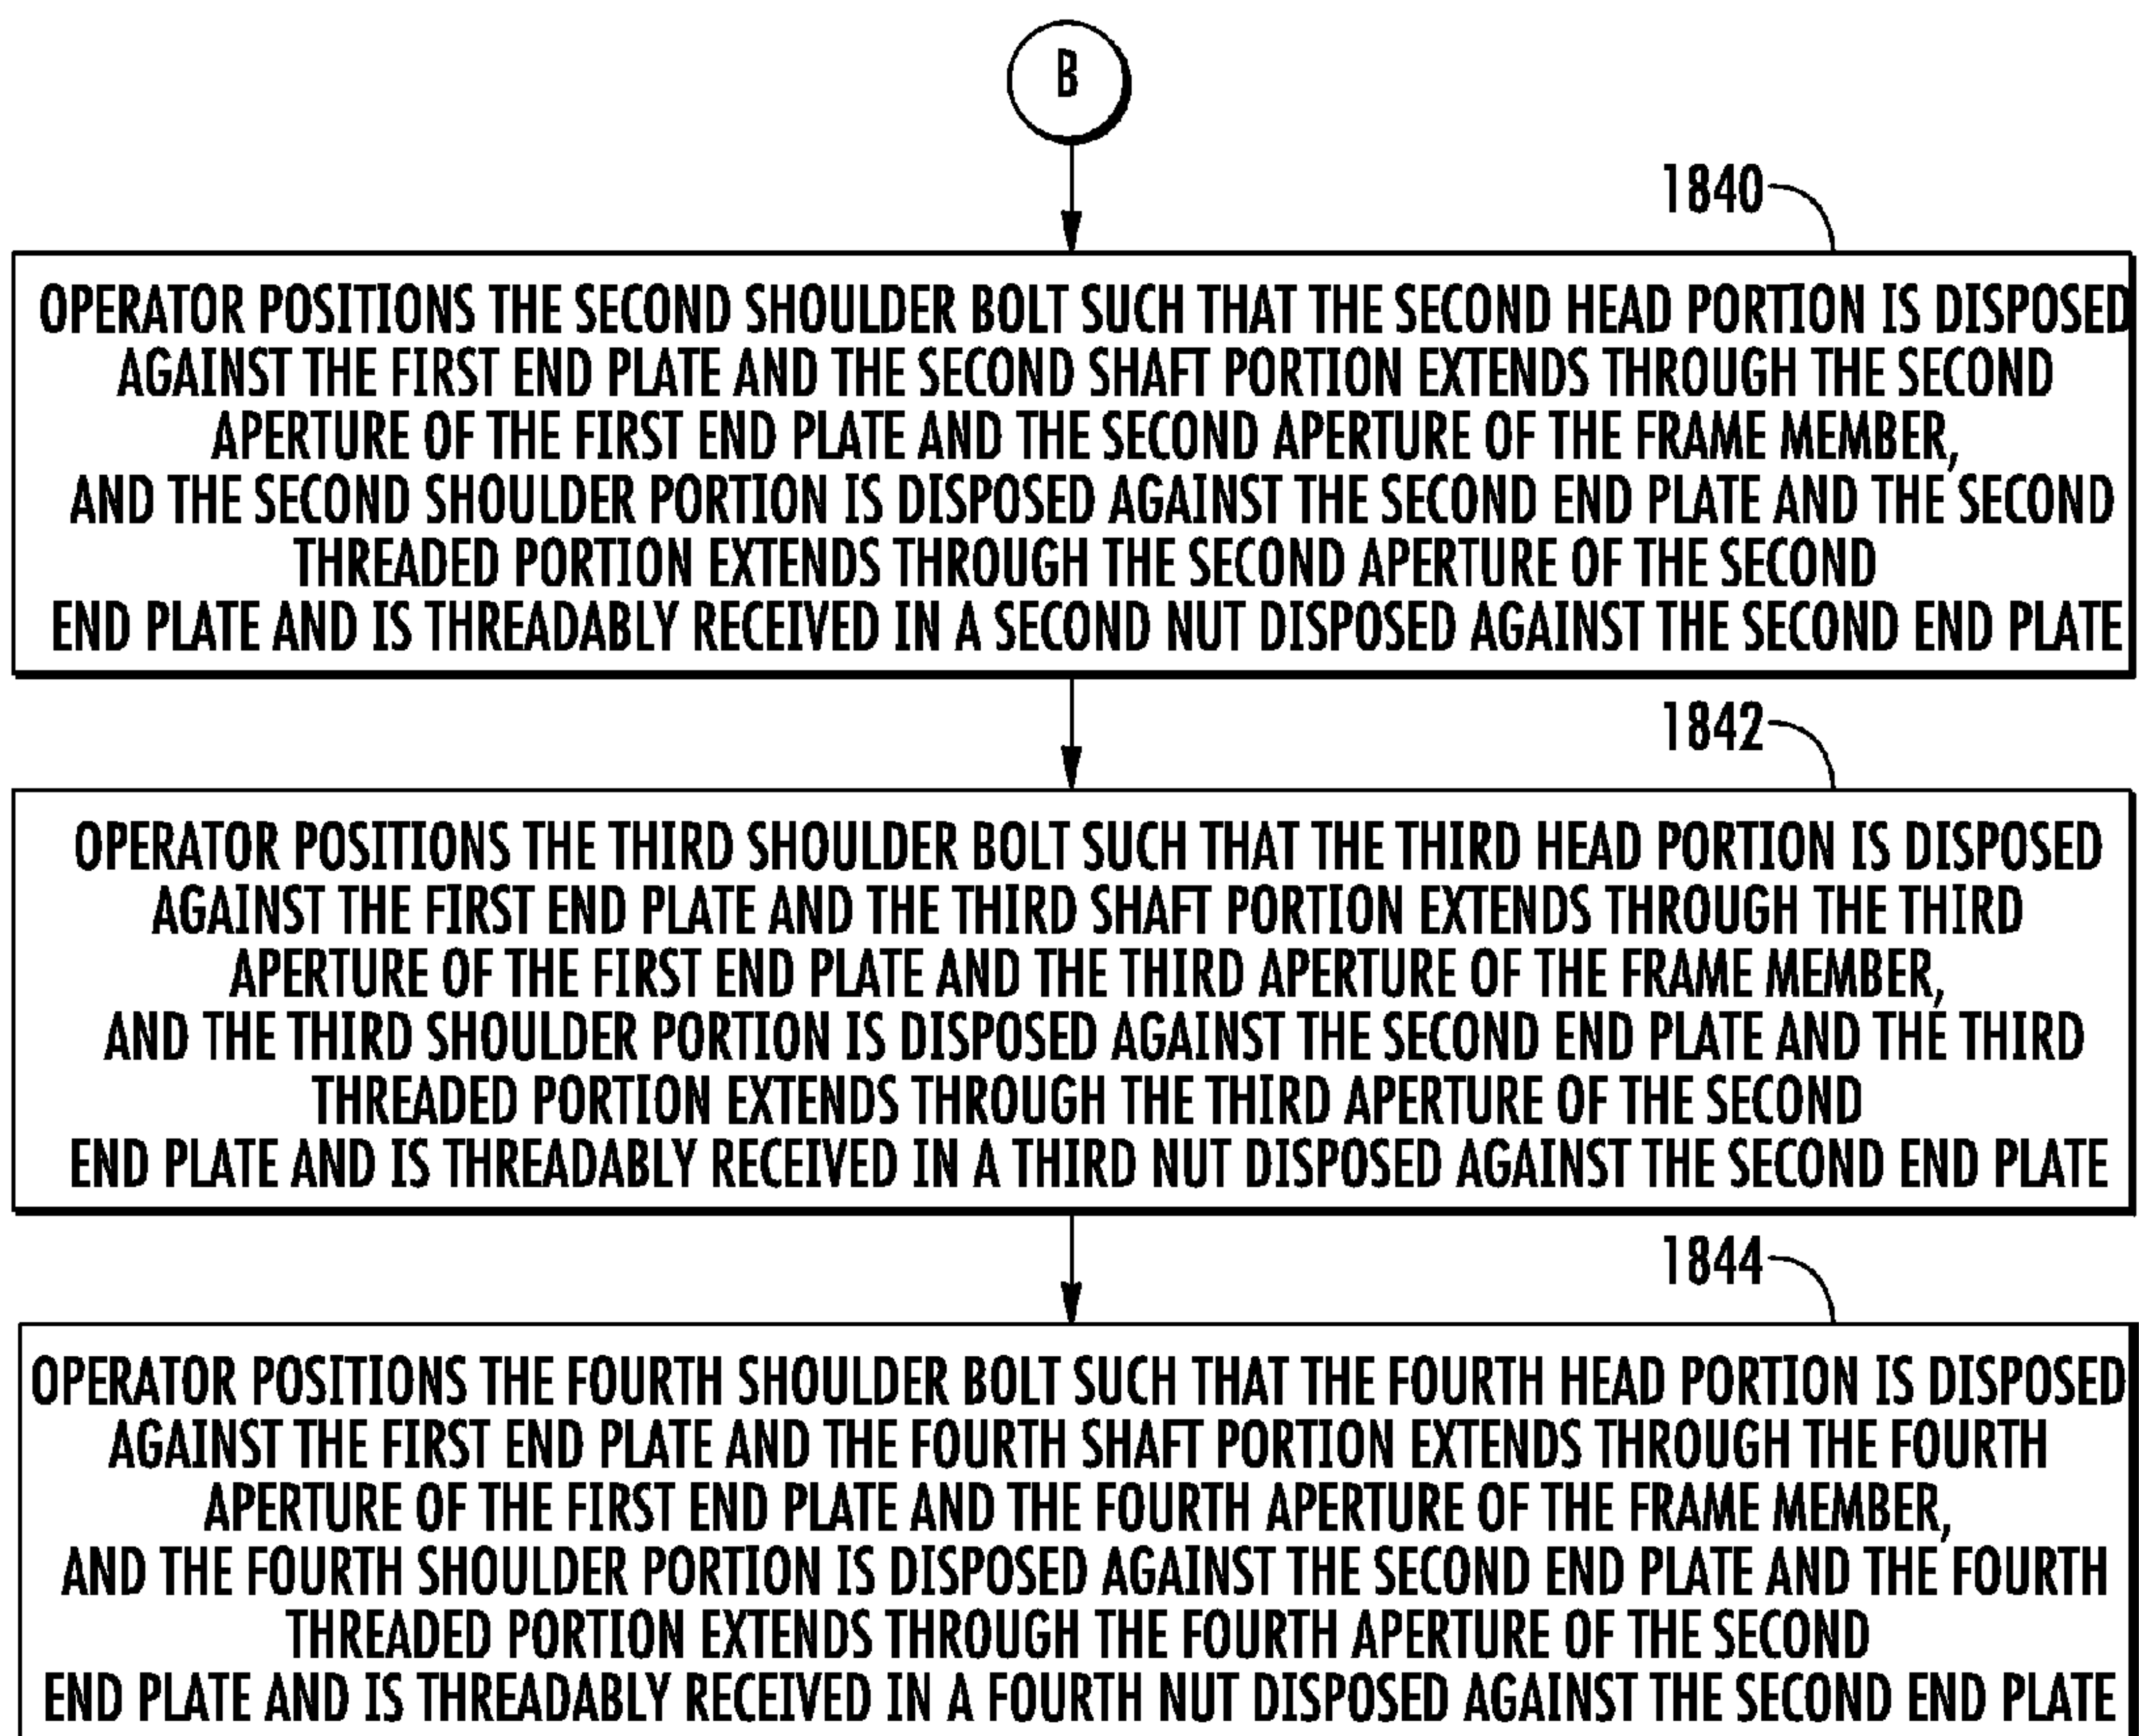 B
1840
OPERATOR POSITIONS THE SECOND SHOULDER BOLT SUCH THAT THE SECOND HEAD PORTION IS DISPOSED
AGAINST THE FIRST END PLATE AND THE SECOND SHAFT PORTION EXTENDS THROUGH THE SECOND
APERTURE OF THE FIRST END PLATE AND THE SECOND APERTURE OF THE FRAME MEMBER,
AND THE SECOND SHOULDER PORTION IS DISPOSED AGAINST THE SECOND END PLATE AND THE SECOND
THREADED PORTION EXTENDS THROUGH THE SECOND APERTURE OF THE SECOND
END PLATE AND IS THREADABLY RECEIVED IN A SECOND NUT DISPOSED AGAINST THE SECOND END PLATE
1842
OPERATOR POSITIONS THE THIRD SHOULDER BOLT SUCH THAT THE THIRD HEAD PORTION IS DISPOSED
AGAINST THE FIRST END PLATE AND THE THIRD SHAFT PORTION EXTENDS THROUGH THE THIRD
APERTURE OF THE FIRST END PLATE AND THE THIRD APERTURE OF THE FRAME MEMBER,
AND THE THIRD SHOULDER PORTION IS DISPOSED AGAINST THE SECOND END PLATE AND THE THIRD
THREADED PORTION EXTENDS THROUGH THE THIRD APERTURE OF THE SECOND
END PLATE AND IS THREADABLY RECEIVED IN A THIRD NUT DISPOSED AGAINST THE SECOND END PLATE
1844
OPERATOR POSITIONS THE FOURTH SHOULDER BOLT SUCH THAT THE FOURTH HEAD PORTION IS DISPOSED
AGAINST THE FIRST END PLATE AND THE FOURTH SHAFT PORTION EXTENDS THROUGH THE FOURTH
APERTURE OF THE FIRST END PLATE AND THE FOURTH APERTURE OF THE FRAME MEMBER,
AND THE FOURTH SHOULDER PORTION IS DISPOSED AGAINST THE SECOND END PLATE AND THE FOURTH
THREADED PORTION EXTENDS THROUGH THE FOURTH APERTURE OF THE SECOND
END PLATE AND IS THREADABLY RECEIVED IN A FOURTH NUT DISPOSED AGAINST THE SECOND END PLATE